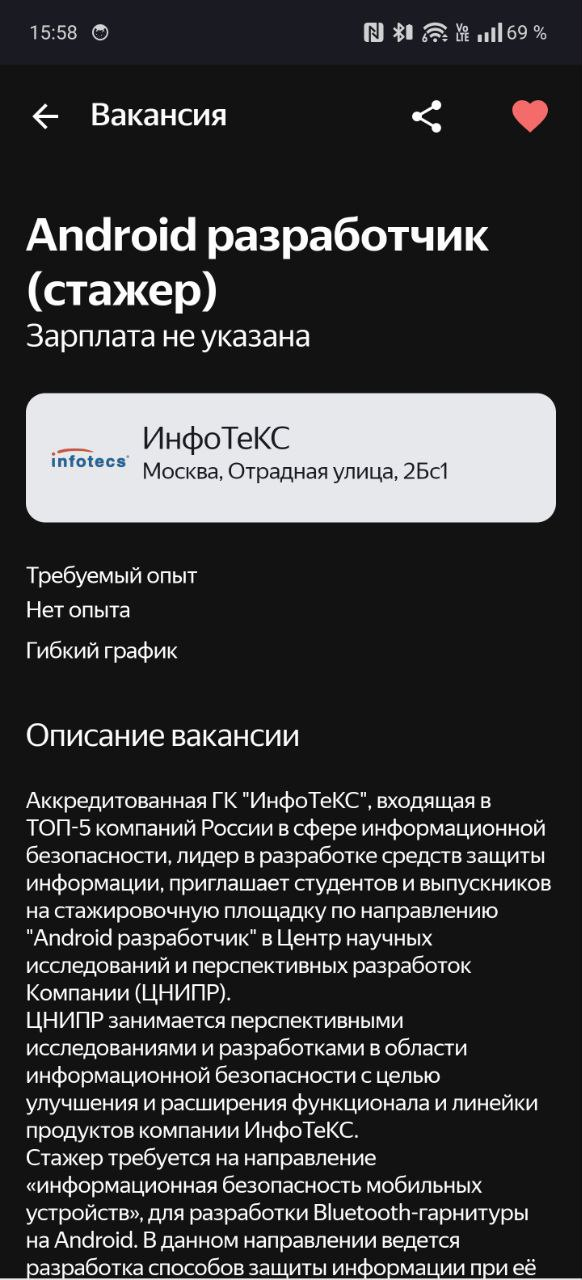 15:58
Vo
LTE
69 %
Вакансия
Android разработчик
(стажер)
Зарплата не указана
infotecs
ИнфоТеКС
Москва, Отрадная улица, 2Бс1
Требуемый опыт
Нет опыта
Гибкий график
Описание вакансии
Аккредитованная ГК "ИнфоТеКС", входящая в
ТОП-5 компаний России в сфере информационной
безопасности, лидер в разработке средств защиты
информации, приглашает студентов и выпускников
на стажировочную площадку по направлению
"Android разработчик" в Центр научных
исследований и перспективных разработок
Компании (ЦНИПР).
ЦНИПР занимается перспективными
исследованиями и разработками в области
информационной безопасности с целью
улучшения и расширения функционала и линейки
продуктов компании ИнфоТеКС.
Стажер требуется на направление
«информационная безопасность мобильных
устройств», для разработки Bluetooth-гарнитуры
на Android. В данном направлении ведется
разработка способов защиты информации при её